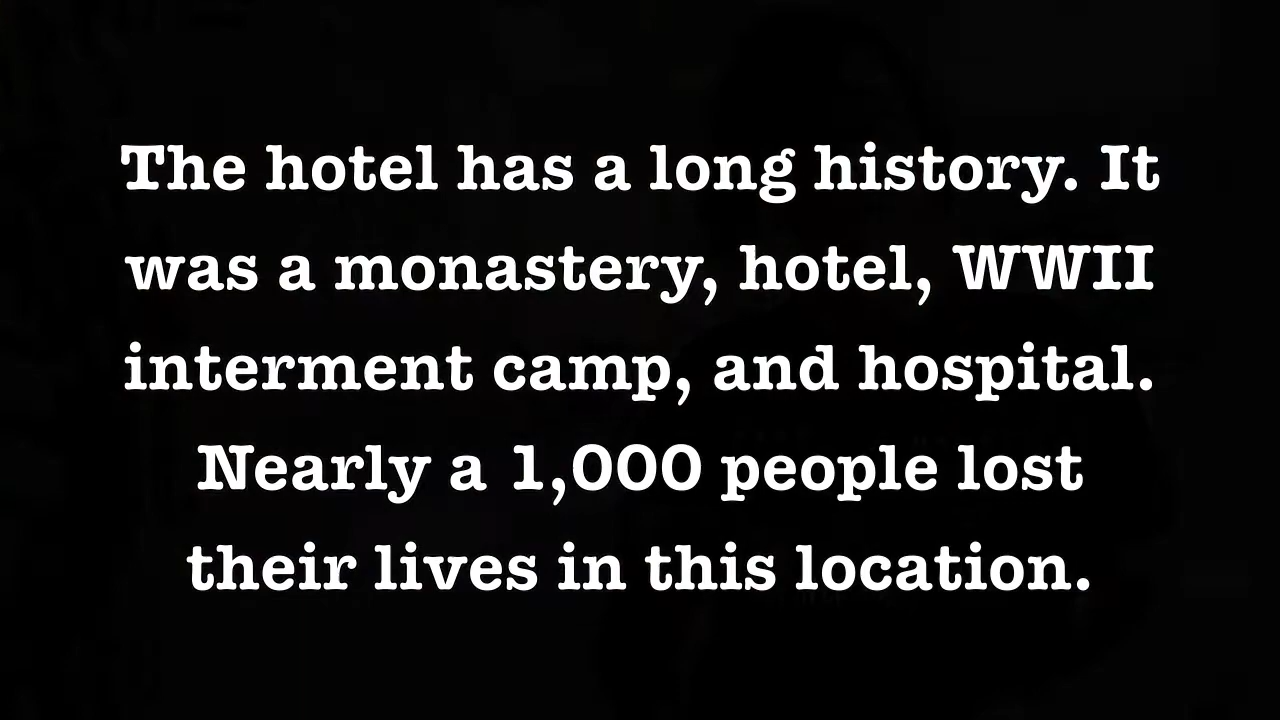 The hotel has a long history. It
was a monastery, hotel, WWII
interment camp, and hospital.
Nearly a 1,000 people lost
their lives in this location.